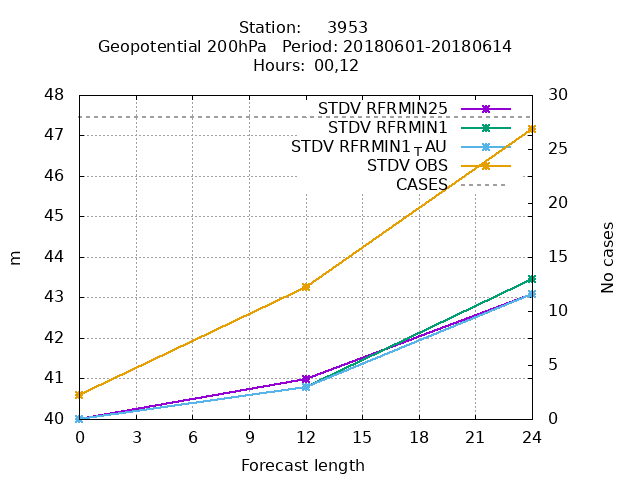 Station: 3953
Geopotential 200hPa Period: 20180601-20180614
Hours: 00,12
48
47
46
45
44
43
42
41
40
30
25
20
15
10
5
0
STDV RFRMIN25
STDV RFRMIN1
STDV RFRMIN1_TAU
STDV OBS
CASES
m
No cases
0 3 6 9 12 15 18 21 24
Forecast length